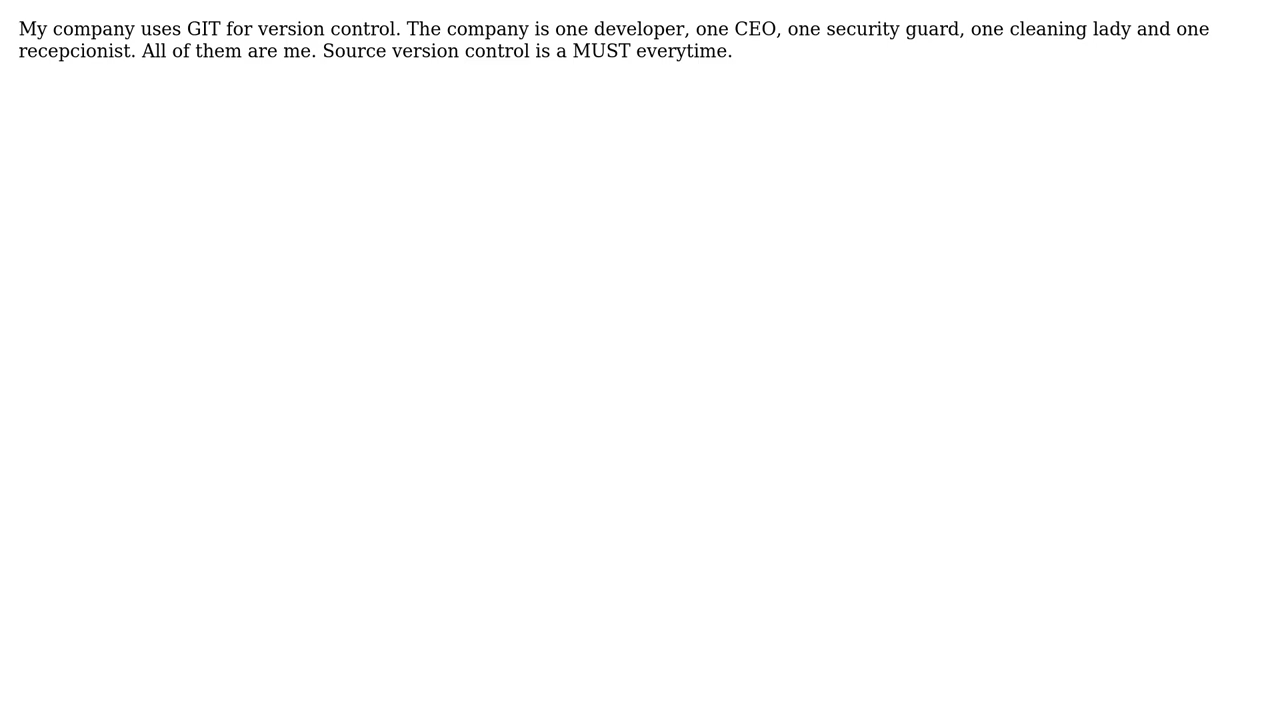 My company uses GIT for version control. The company is one developer, one CEO, one security guard, one cleaning lady and one
recepcionist. All of them are me. Source version control is a MUST everytime.